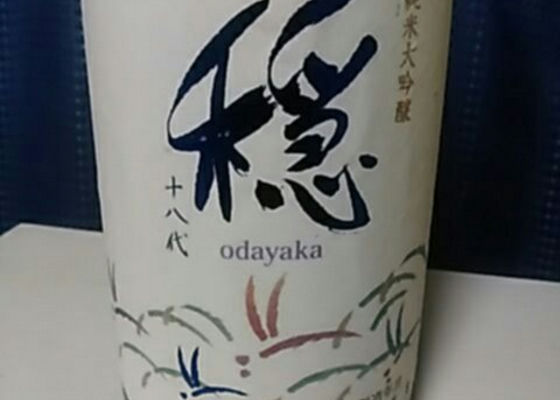 純米大吟醸
穏
十八代
odayaka